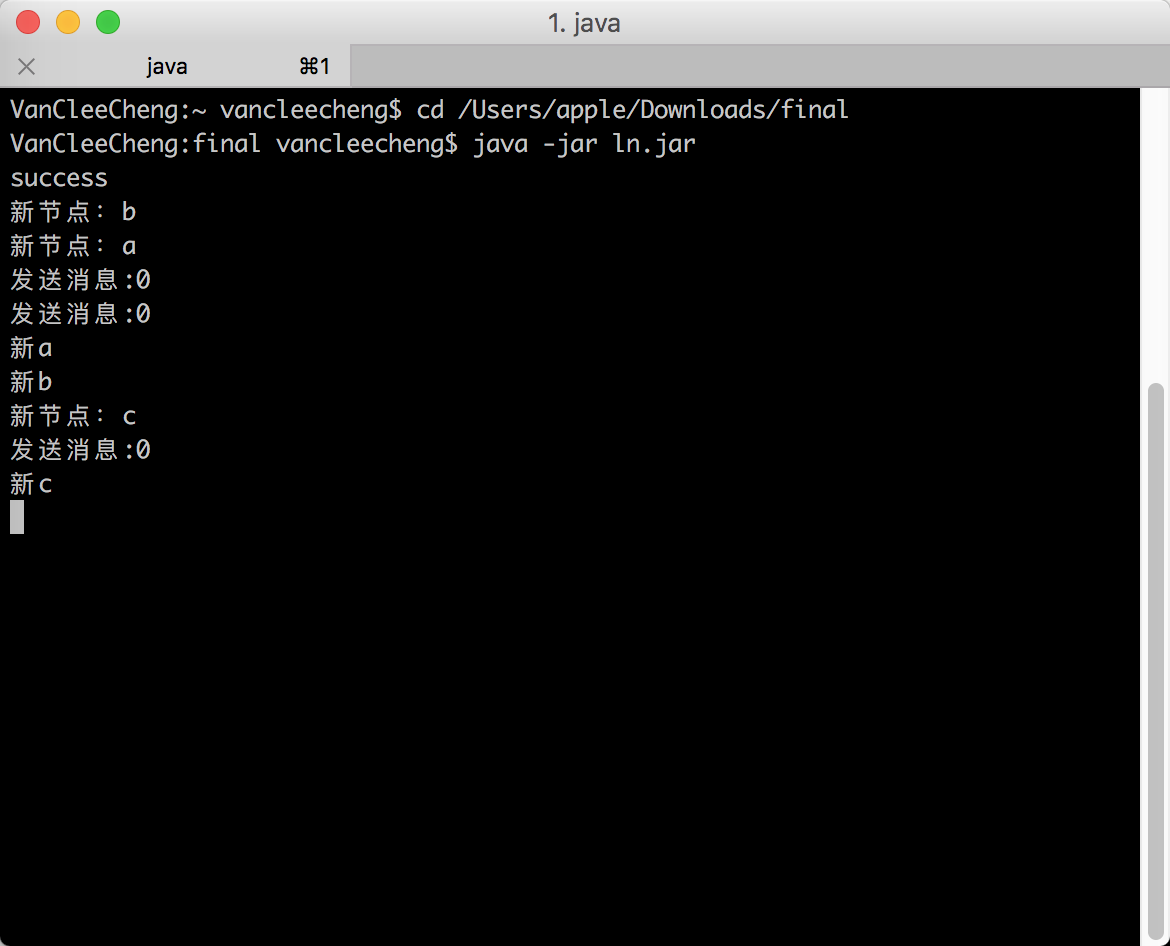 1. java
java ⌘1
VanCleeCheng:~ vancleecheng$ cd /Users/apple/Downloads/final
VanCleeCheng:final vancleecheng$ java -jar ln.jar
success
新节点：b
新节点：a
发送消息:0
发送消息:0
新a
新b
新节点：c
发送消息:0
新c